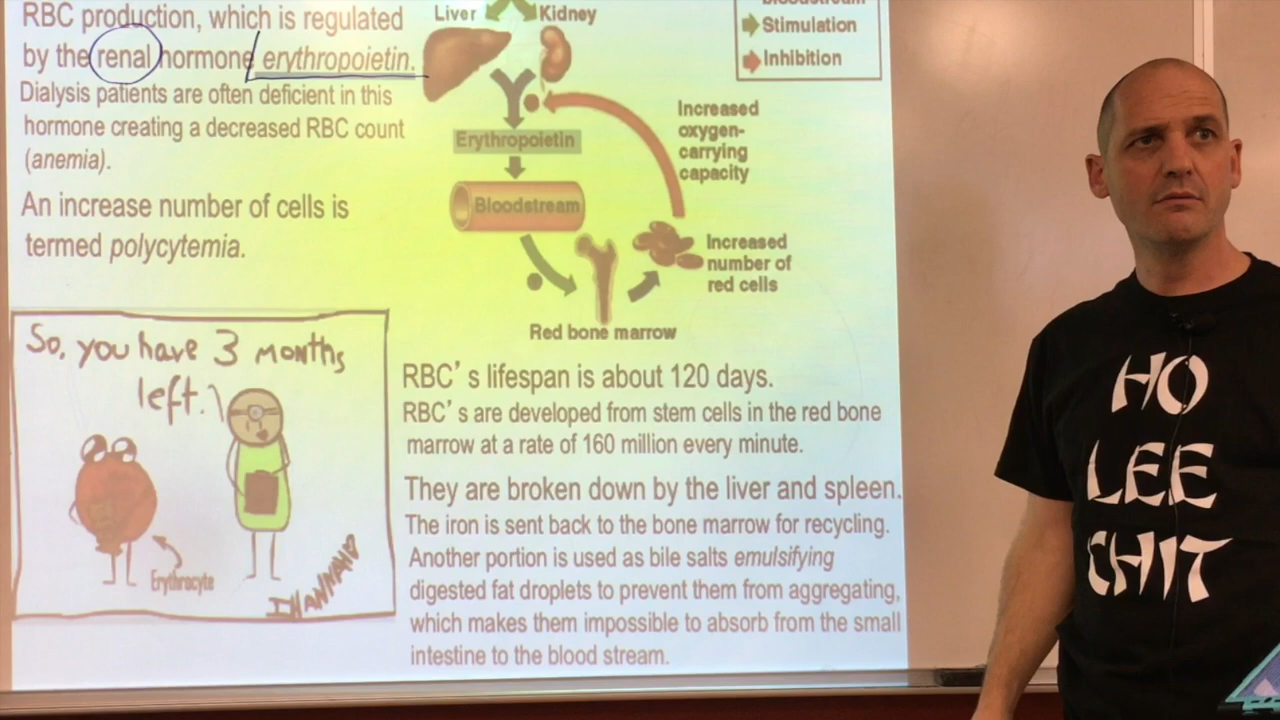 RBC production, which is regulated
by the renal hormone erythropoietin.
Dialysis patients are often deficient in this
hormone creating a decreased RBC count
(anemia).
An increase number of cells is
termed polycytemia.
Liver
Kidney
bloodstream
Stimulation
Inhibition
Increased
oxygen-
carrying
capacity
Erythropoietin
Bloodstream
Increased
number of
red cells
Red bone marrow
So, you have 3 months
left.
Erythrocyte
RBC's lifespan is about 120 days.
RBC's are developed from stem cells in the red bone
marrow at a rate of 160 million every minute.
They are broken down by the liver and spleen.
The iron is sent back to the bone marrow for recycling.
Another portion is used as bile salts emulsifying
digested fat droplets to prevent them from aggregating,
which makes them impossible to absorb from the small
intestine to the blood stream.
HO
LEE
CHIT